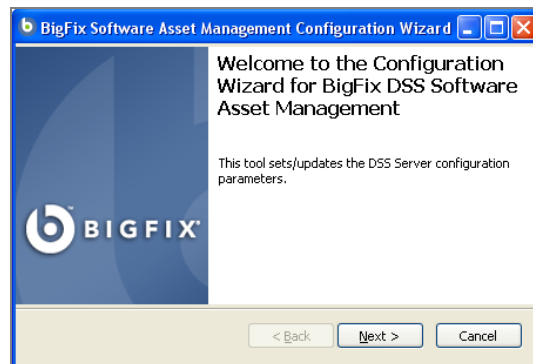 BigFix Software Asset Management Configuration Wizard
Welcome to the Configuration
Wizard for BigFix DSS Software
Asset Management
This tool sets/updates the DSS Server configuration
parameters.
BIGFIX
< Back
Next >
Cancel